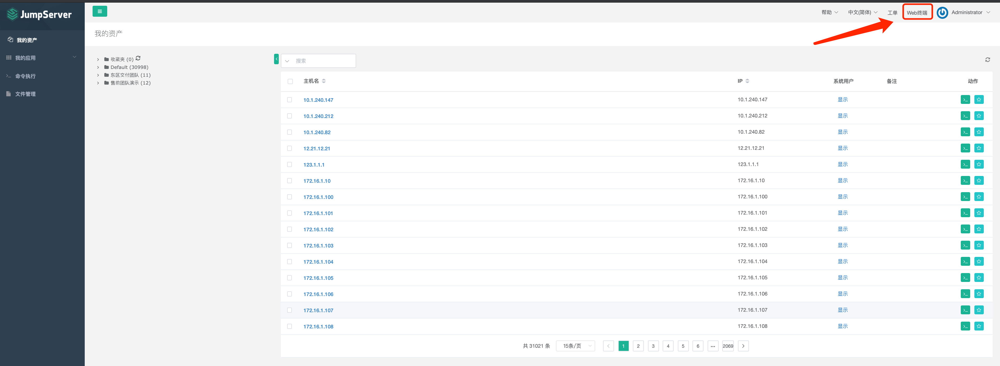 JumpServer
帮助
中文(简体)
工单
Web终端
Administrator
我的资产
我的资产
我的应用
命令执行
文件管理
收藏夹 (0)
Default (30998)
东区交付团队 (11)
售前团队演示 (12)
搜索
主机名 IP 系统用户 备注 动作
10.1.240.147 10.1.240.147 显示
10.1.240.212 10.1.240.212 显示
10.1.240.82 10.1.240.82 显示
12.21.12.21 12.21.12.21 显示
123.1.1.1 123.1.1.1 显示
172.16.1.10 172.16.1.10 显示
172.16.1.100 172.16.1.100 显示
172.16.1.101 172.16.1.101 显示
172.16.1.102 172.16.1.102 显示
172.16.1.103 172.16.1.103 显示
172.16.1.104 172.16.1.104 显示
172.16.1.105 172.16.1.105 显示
172.16.1.106 172.16.1.106 显示
172.16.1.107 172.16.1.107 显示
172.16.1.108 172.16.1.108 显示
共 31021 条 15条/页 1 2 3 4 5 6 ... 2069